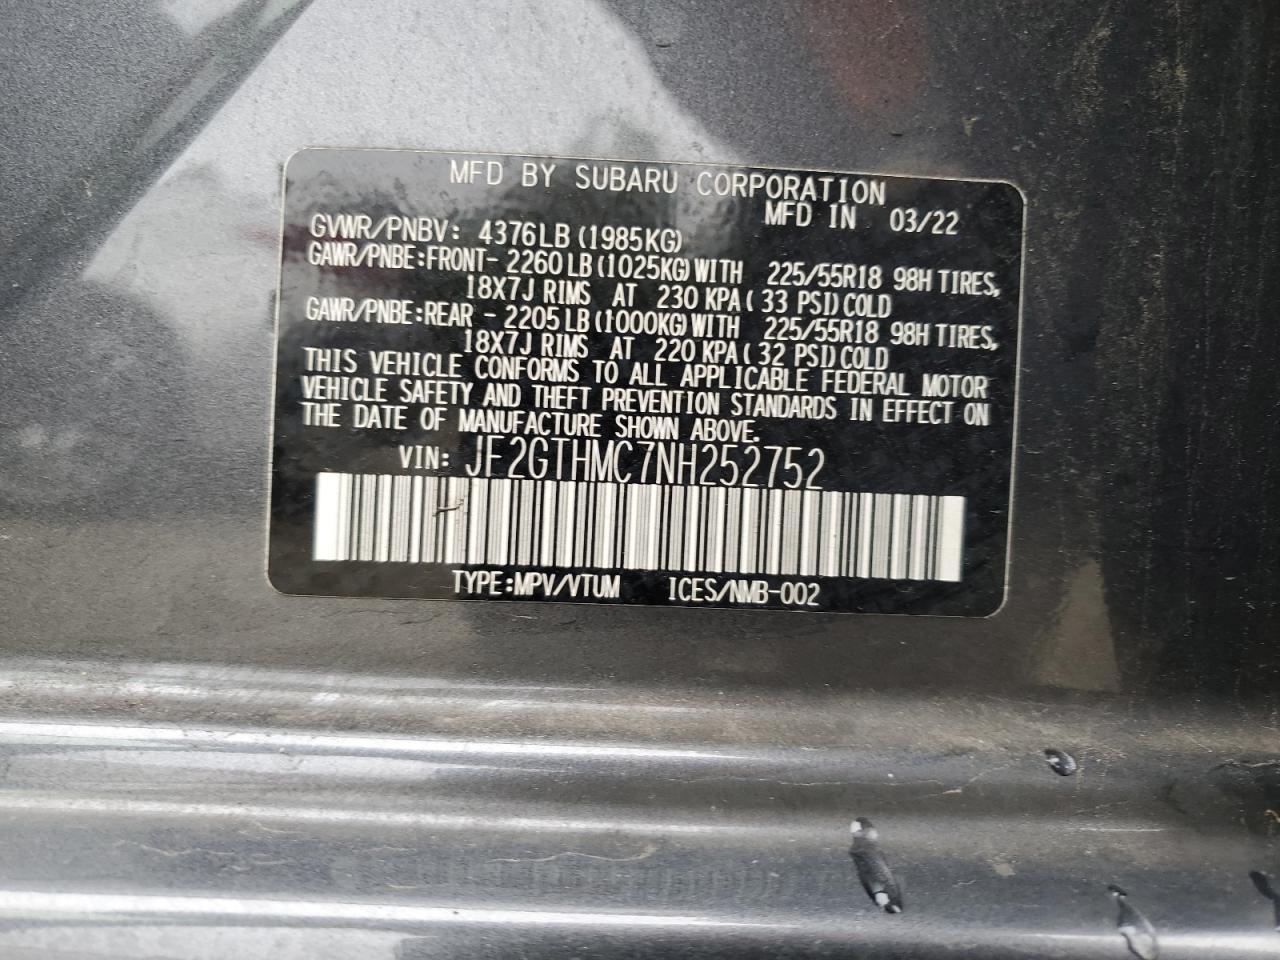 MFD BY SUBARU CORPORATION
MFD IN 03/22
GVWR/PNBV: 4376LB (1985KG)
GAWR/PNBE:FRONT- 2260LB (1025KG) WITH 225/55R18 98H TIRES,
18X7J RIMS AT 230 KPA( 33 PSI) COLD
GAWR/PNBE:REAR - 2205LB (1000KG) WITH 225/55R18 98H TIRES,
18X7J RIMS AT 220 KPA( 32 PSI) COLD
THIS VEHICLE CONFORMS TO ALL APPLICABLE FEDERAL MOTOR
VEHICLE SAFETY AND THEFT PREVENTION STANDARDS IN EFFECT ON
THE DATE OF MANUFACTURE SHOWN ABOVE.
VIN: JF2GTHMC7NH252752
TYPE:MPV/VTUM ICES/NMB-002